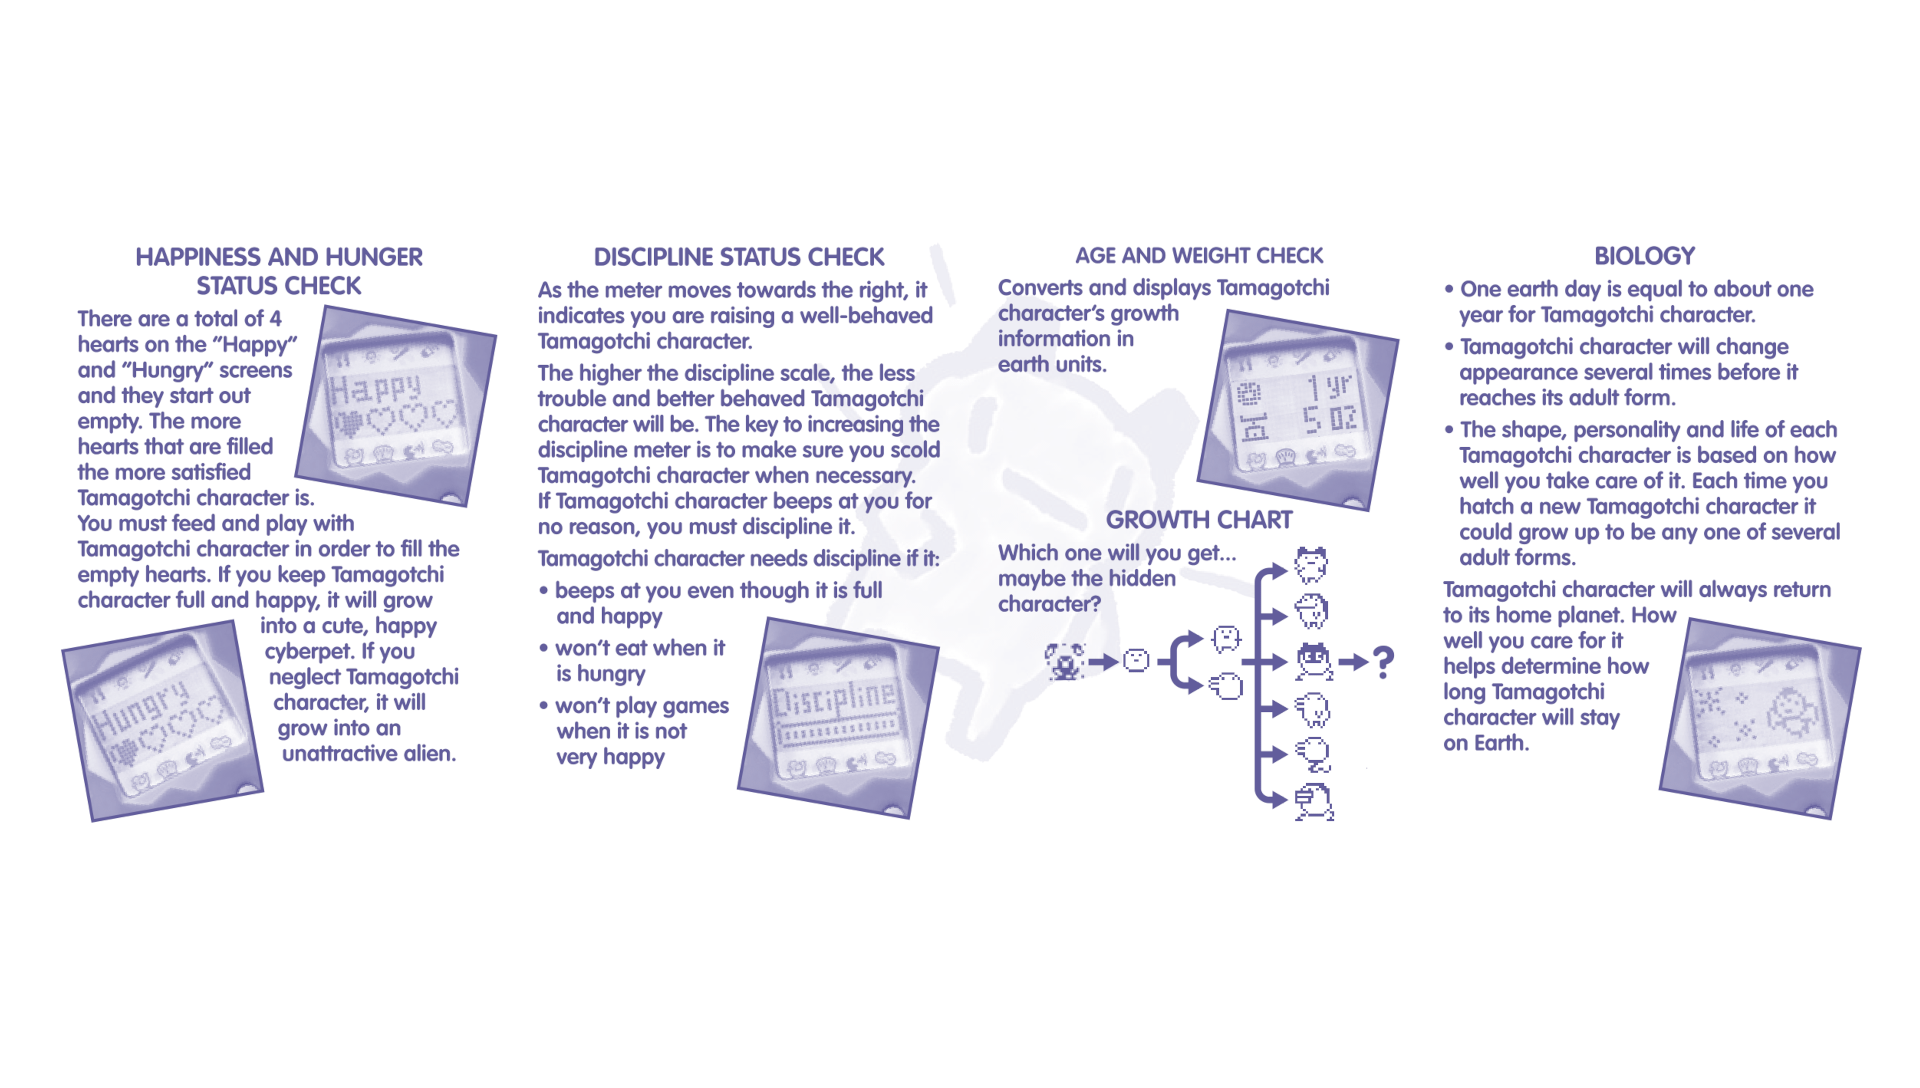 HAPPINESS AND HUNGER
STATUS CHECK
There are a total of 4
hearts on the "Happy"
and "Hungry" screens
and they start out
empty. The more
hearts that are filled
the more satisfied
Tamagotchi character is.
You must feed and play with
Tamagotchi character in order to fill the
empty hearts. If you keep Tamagotchi
character full and happy, it will grow
into a cute, happy
cyberpet. If you
neglect Tamagotchi
character, it will
grow into an
unattractive alien.
Happy
Hungry
DISCIPLINE STATUS CHECK
As the meter moves towards the right, it
indicates you are raising a well-behaved
Tamagotchi character.
The higher the discipline scale, the less
trouble and better behaved Tamagotchi
character will be. The key to increasing the
discipline meter is to make sure you scold
Tamagotchi character when necessary.
If Tamagotchi character beeps at you for
no reason, you must discipline it.
Tamagotchi character needs discipline if it:
• beeps at you even though it is full
and happy
• won't eat when it
is hungry
• won't play games
when it is not
very happy
Discipline
AGE AND WEIGHT CHECK
Converts and displays Tamagotchi
character's growth
information in
earth units.
1 yr
5 oz
GROWTH CHART
Which one will you get...
maybe the hidden
character?
?
BIOLOGY
• One earth day is equal to about one
year for Tamagotchi character.
• Tamagotchi character will change
appearance several times before it
reaches its adult form.
• The shape, personality and life of each
Tamagotchi character is based on how
well you take care of it. Each time you
hatch a new Tamagotchi character it
could grow up to be any one of several
adult forms.
Tamagotchi character will always return
to its home planet. How
well you care for it
helps determine how
long Tamagotchi
character will stay
on Earth.